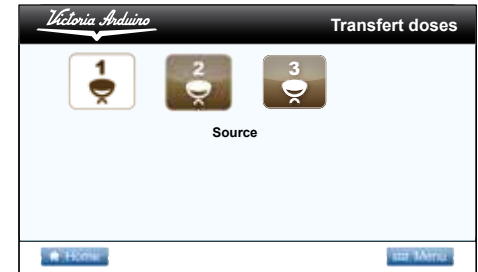 Victoria Arduino
Transfert doses
1 2 3
Source
Home Menu